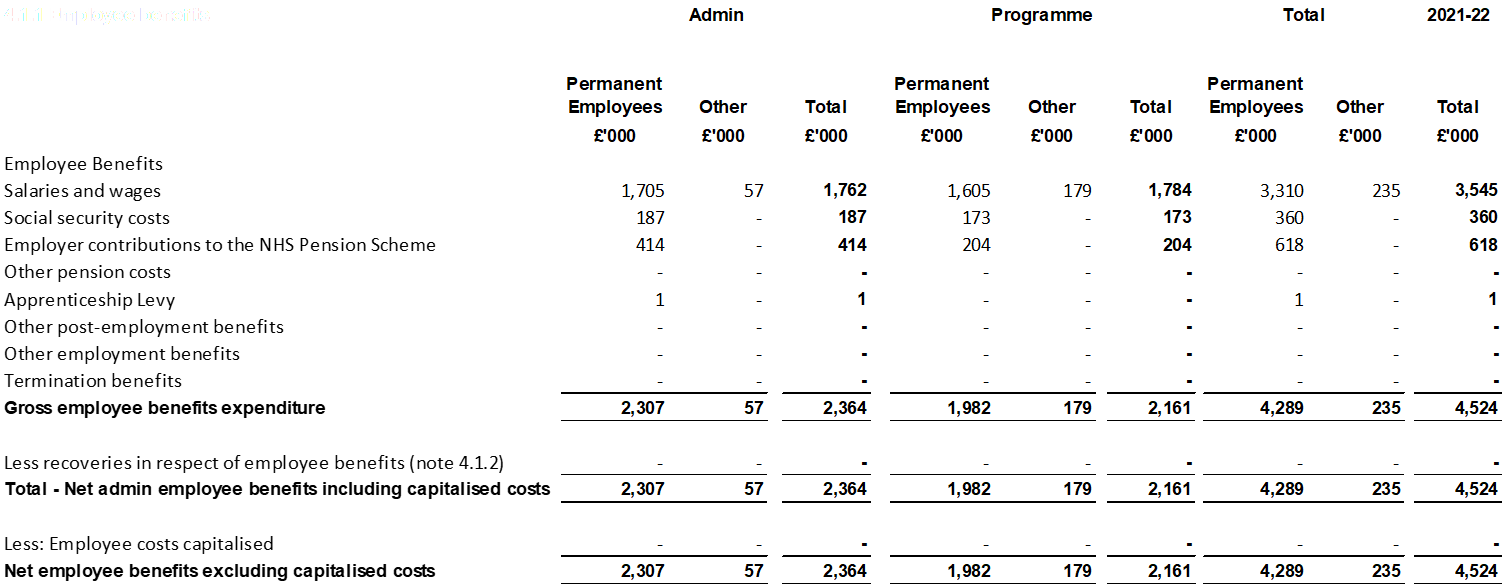 4.1.1 Employee benefits Admin Programme Total 2021-22
Permanent Employees Other Total Permanent Employees Other Total Permanent Employees Other Total
£'000 £'000 £'000 £'000 £'000 £'000 £'000 £'000 £'000
Employee Benefits
Salaries and wages 1,705 57 1,762 1,605 179 1,784 3,310 235 3,545
Social security costs 187 - 187 173 - 173 360 - 360
Employer contributions to the NHS Pension Scheme 414 - 414 204 - 204 618 - 618
Other pension costs - - - - - - - - -
Apprenticeship Levy 1 - 1 - - - 1 - 1
Other post-employment benefits - - - - - - - - -
Other employment benefits - - - - - - - - -
Termination benefits - - - - - - - - -
Gross employee benefits expenditure 2,307 57 2,364 1,982 179 2,161 4,289 235 4,524
Less recoveries in respect of employee benefits (note 4.1.2) - - - - - - - - -
Total - Net admin employee benefits including capitalised costs 2,307 57 2,364 1,982 179 2,161 4,289 235 4,524
Less: Employee costs capitalised - - - - - - - - -
Net employee benefits excluding capitalised costs 2,307 57 2,364 1,982 179 2,161 4,289 235 4,524